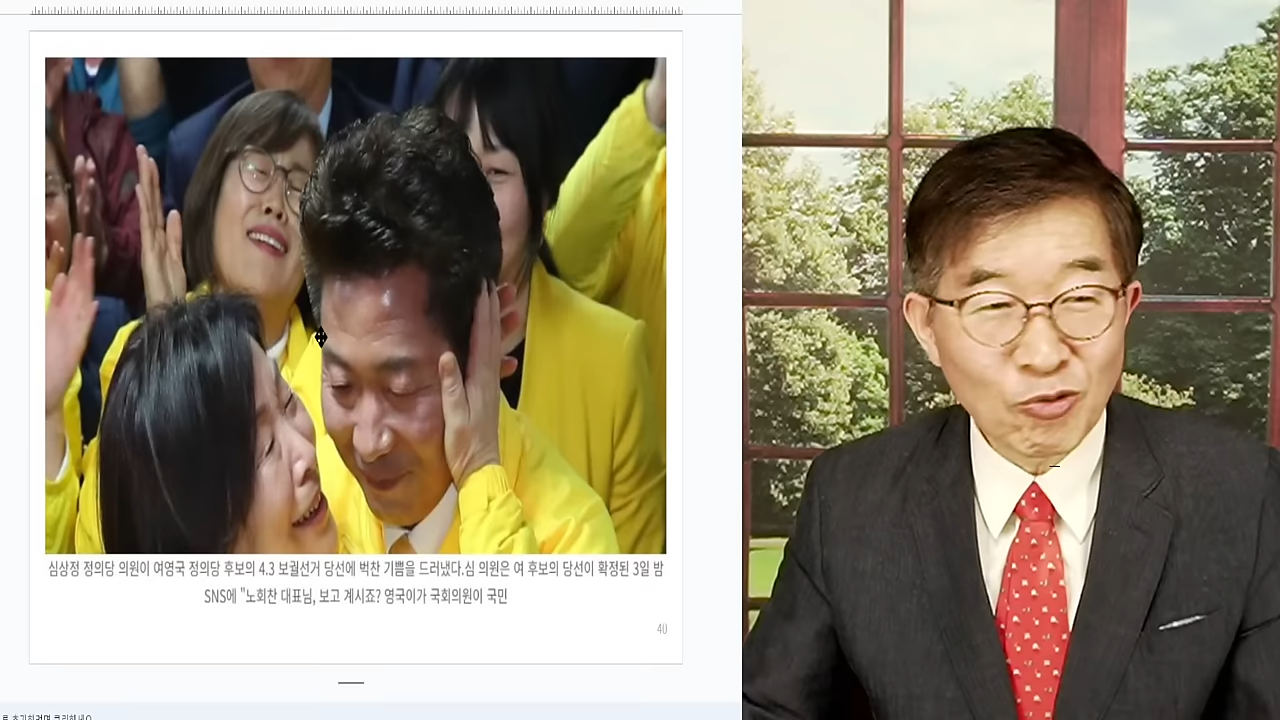 심상정 정의당 의원이 여영국 정의당 후보의 4.3 보궐선거 당선에 벅찬 기쁨을 드러냈다.심 의원은 여 후보의 당선이 확정된 3일 밤
SNS에 "노회찬 대표님, 보고 계시죠? 영국이가 국회의원이 국민
40